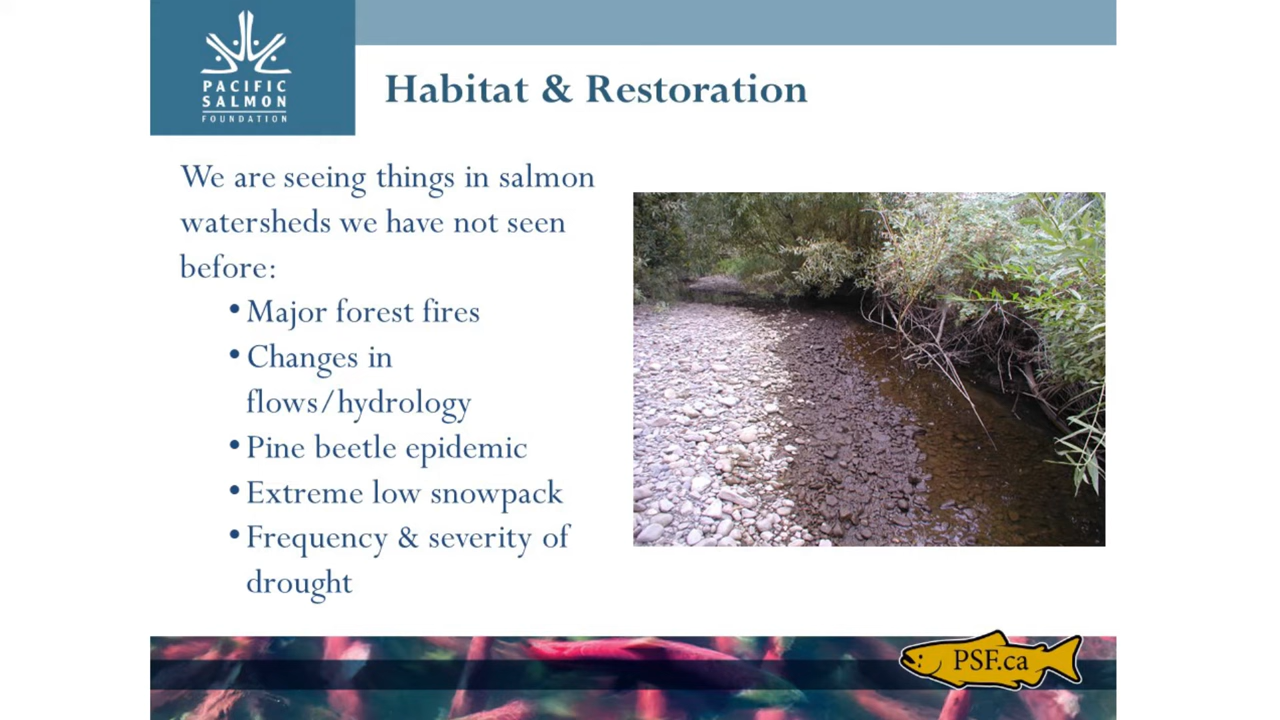 PACIFIC
SALMON
FOUNDATION
Habitat & Restoration
We are seeing things in salmon
watersheds we have not seen
before:
• Major forest fires
• Changes in
flows/hydrology
• Pine beetle epidemic
• Extreme low snowpack
• Frequency & severity of
drought
PSF.ca